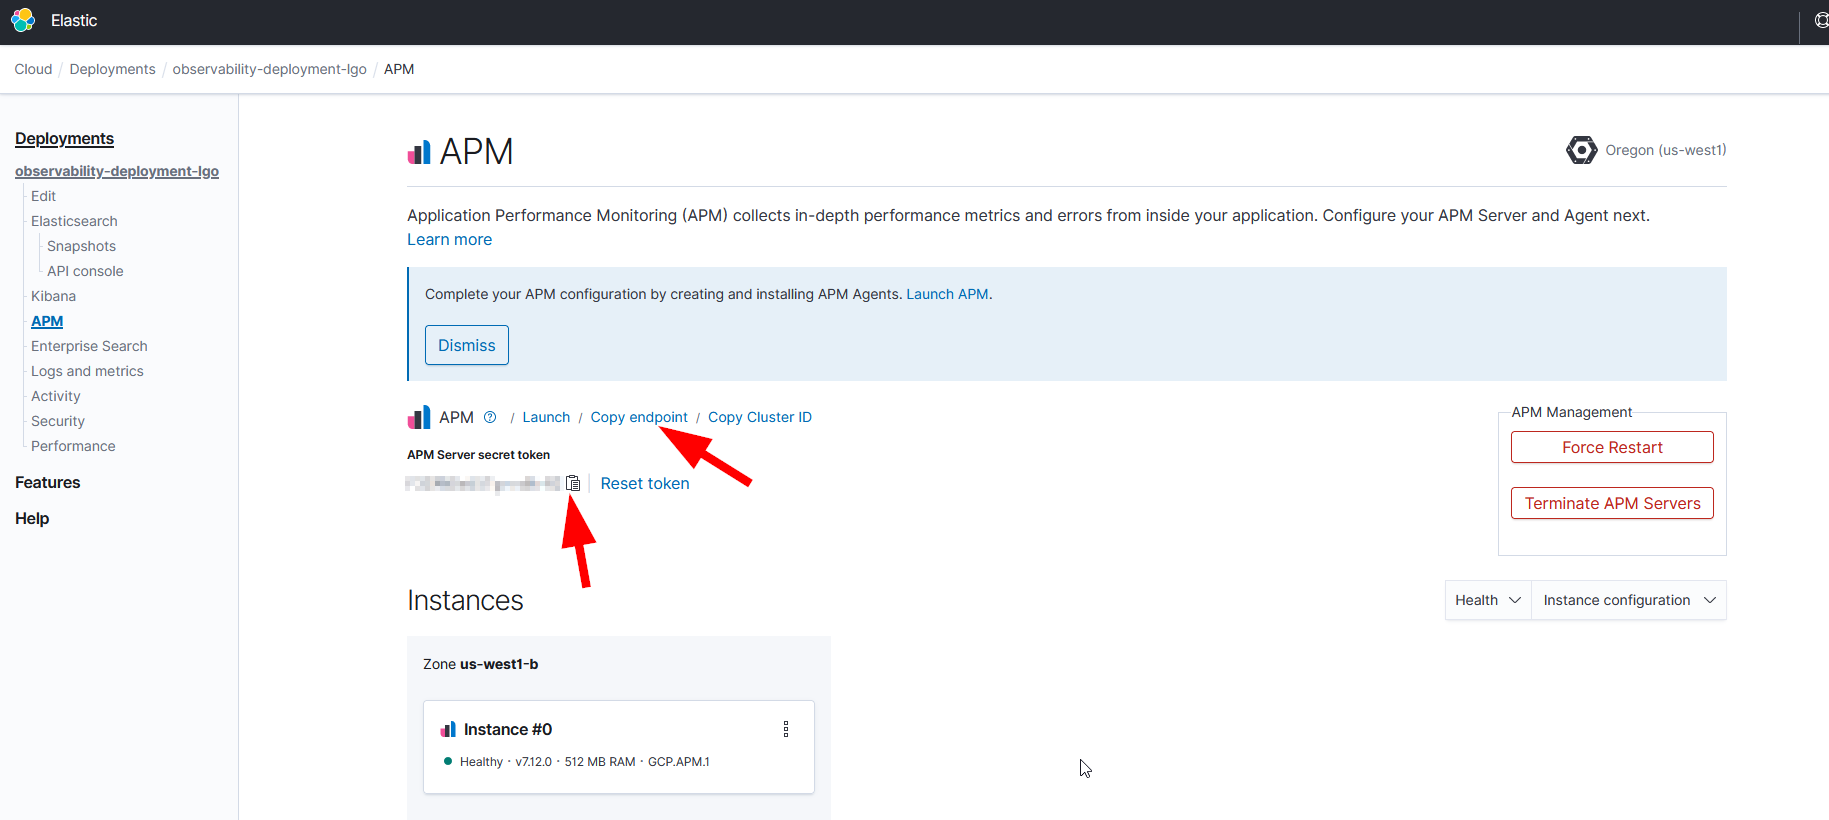 Elastic
Cloud / Deployments / observability-deployment-lgo / APM
Deployments
observability-deployment-lgo
Edit
Elasticsearch
Snapshots
API console
Kibana
APM
Enterprise Search
Logs and metrics
Activity
Security
Performance
Features
Help
APM
Oregon (us-west1)
Application Performance Monitoring (APM) collects in-depth performance metrics and errors from inside your application. Configure your APM Server and Agent next.
Learn more
Complete your APM configuration by creating and installing APM Agents. Launch APM.
Dismiss
APM / Launch / Copy endpoint / Copy Cluster ID
APM Server secret token
Reset token
APM Management
Force Restart
Terminate APM Servers
Instances
Health
Instance configuration
Zone us-west1-b
Instance #0
Healthy · v7.12.0 · 512 MB RAM · GCP.APM.1